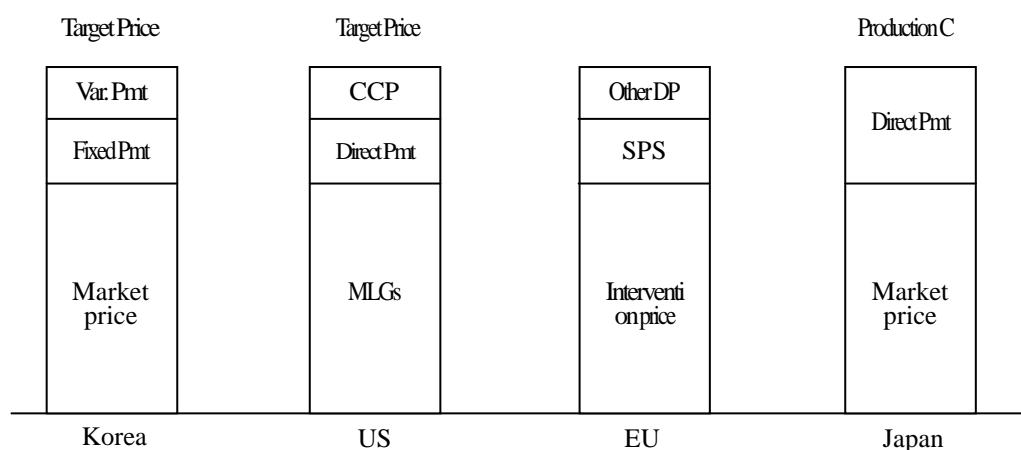 Target Price
Target Price
Production C
Var. Pmt
CCP
Other DP
Direct Pmt
Fixed Pmt
Direct Pmt
SPS
Market
price
MLGs
Interventi
on price
Market
price
Korea
US
EU
Japan